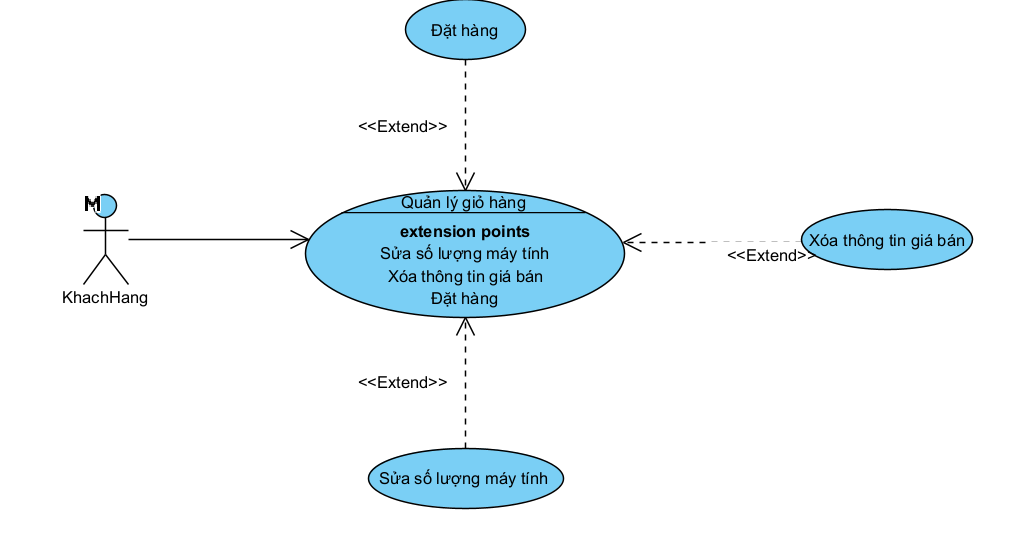 Đặt hàng
<<Extend>>
M
KhachHang
Quản lý giỏ hàng
extension points
Sửa số lượng máy tính
Xóa thông tin giá bán
Đặt hàng
Xóa thông tin giá bán
<<Extend>>
<<Extend>>
Sửa số lượng máy tính